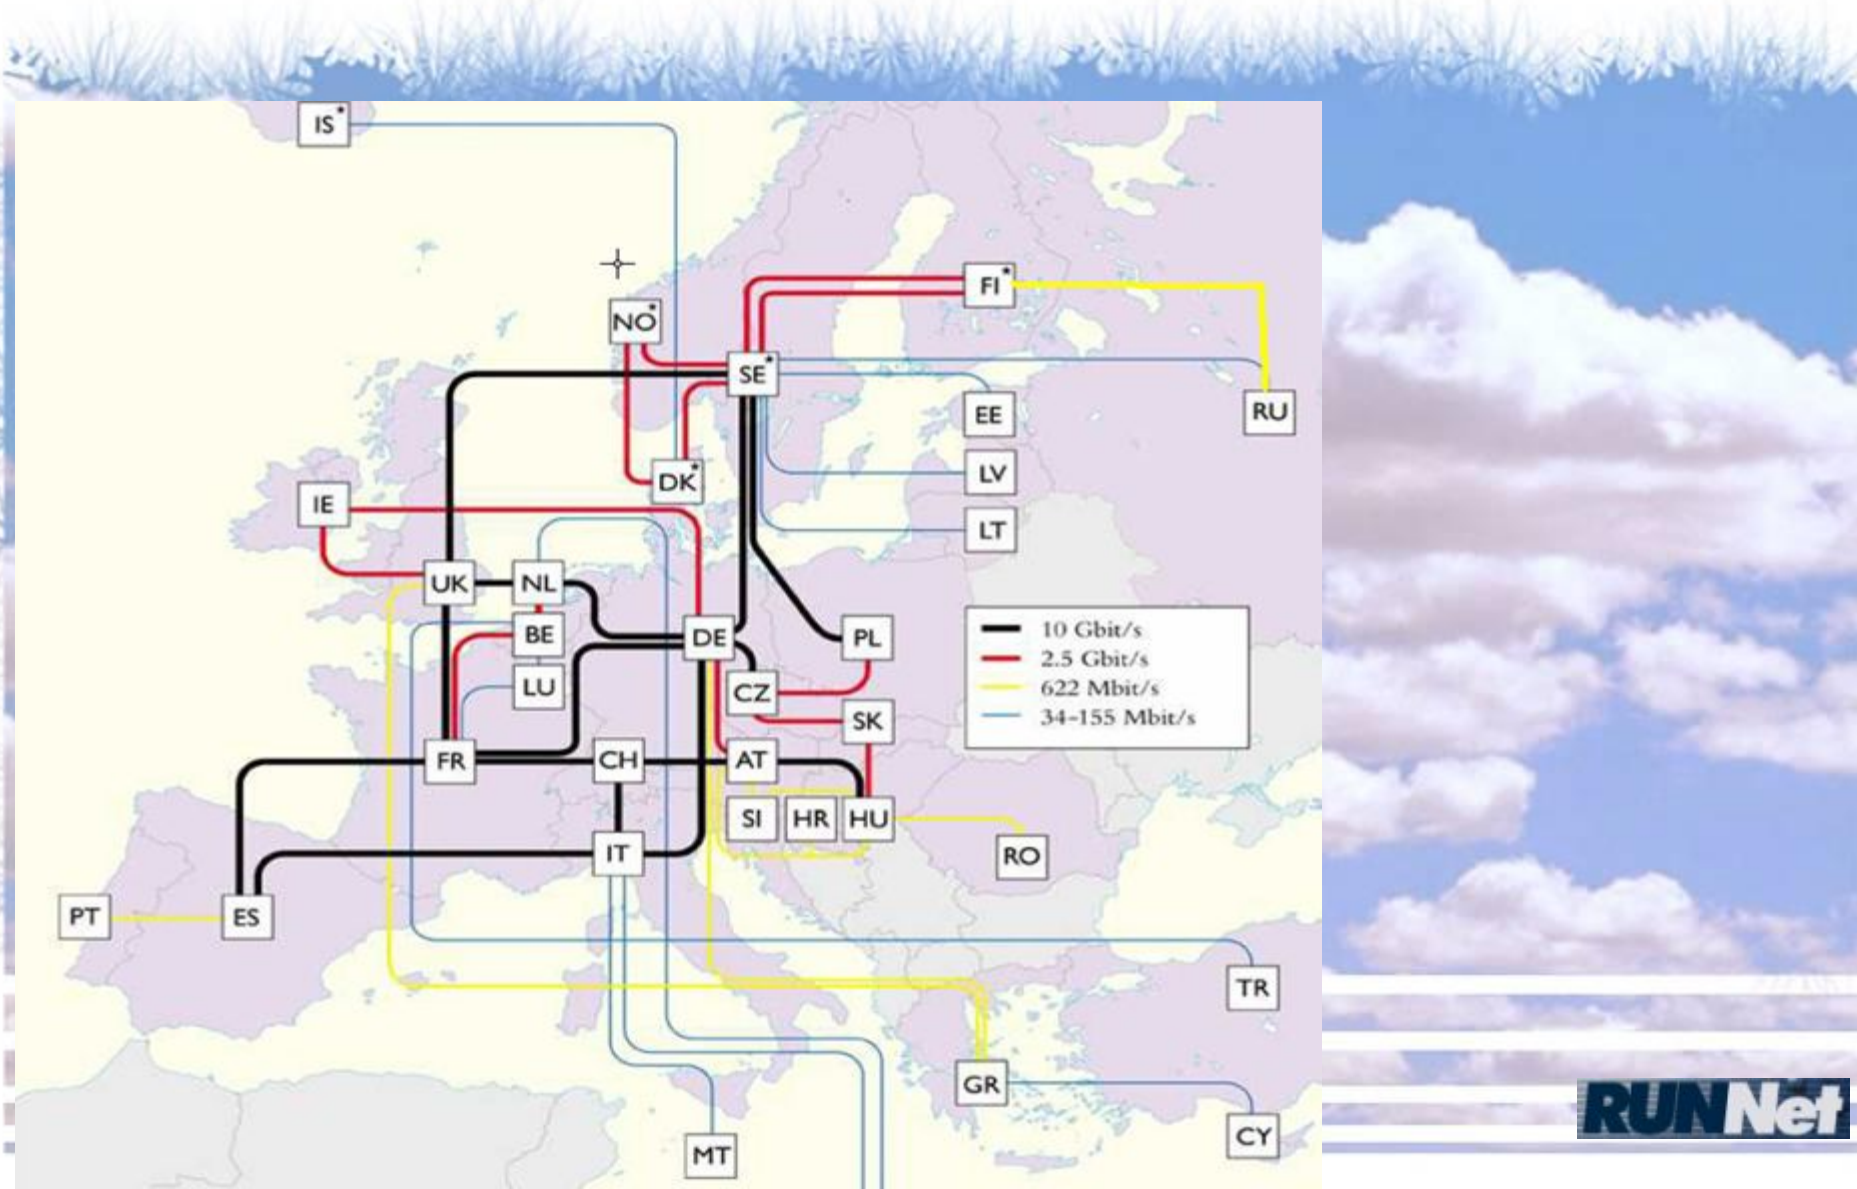 IS*
FI*
NO*
SE*
RU
EE
LV
DK*
IE
LT
UK
NL
BE
DE
PL
10 Gbit/s
2.5 Gbit/s
622 Mbit/s
34-155 Mbit/s
LU
CZ
SK
FR
CH
AT
SI
HR
HU
IT
RO
PT
ES
TR
GR
CY
MT
RUNNet